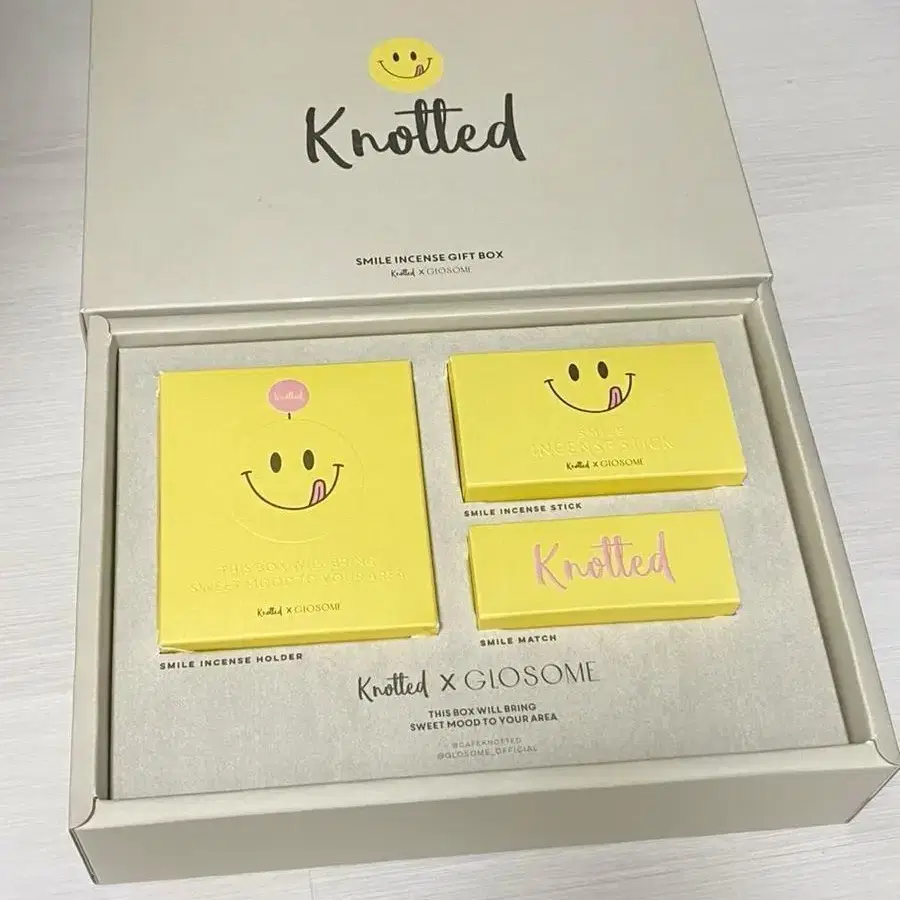 Knotted
SMILE INCENSE GIFT BOX
Knotted X GLOSOME
Knotted
THIS BOX WILL BRING
SWEET MOOD TO YOUR AREA
Knotted X GLOSOME
SMILE INCENSE HOLDER
SMILE
INCENSE STICK
Knotted X GLOSOME
SMILE INCENSE STICK
Knotted
SMILE MATCH
Knotted X GLOSOME
THIS BOX WILL BRING
SWEET MOOD TO YOUR AREA
@CAFEKNOTTED
@GLOSOME_OFFICIAL